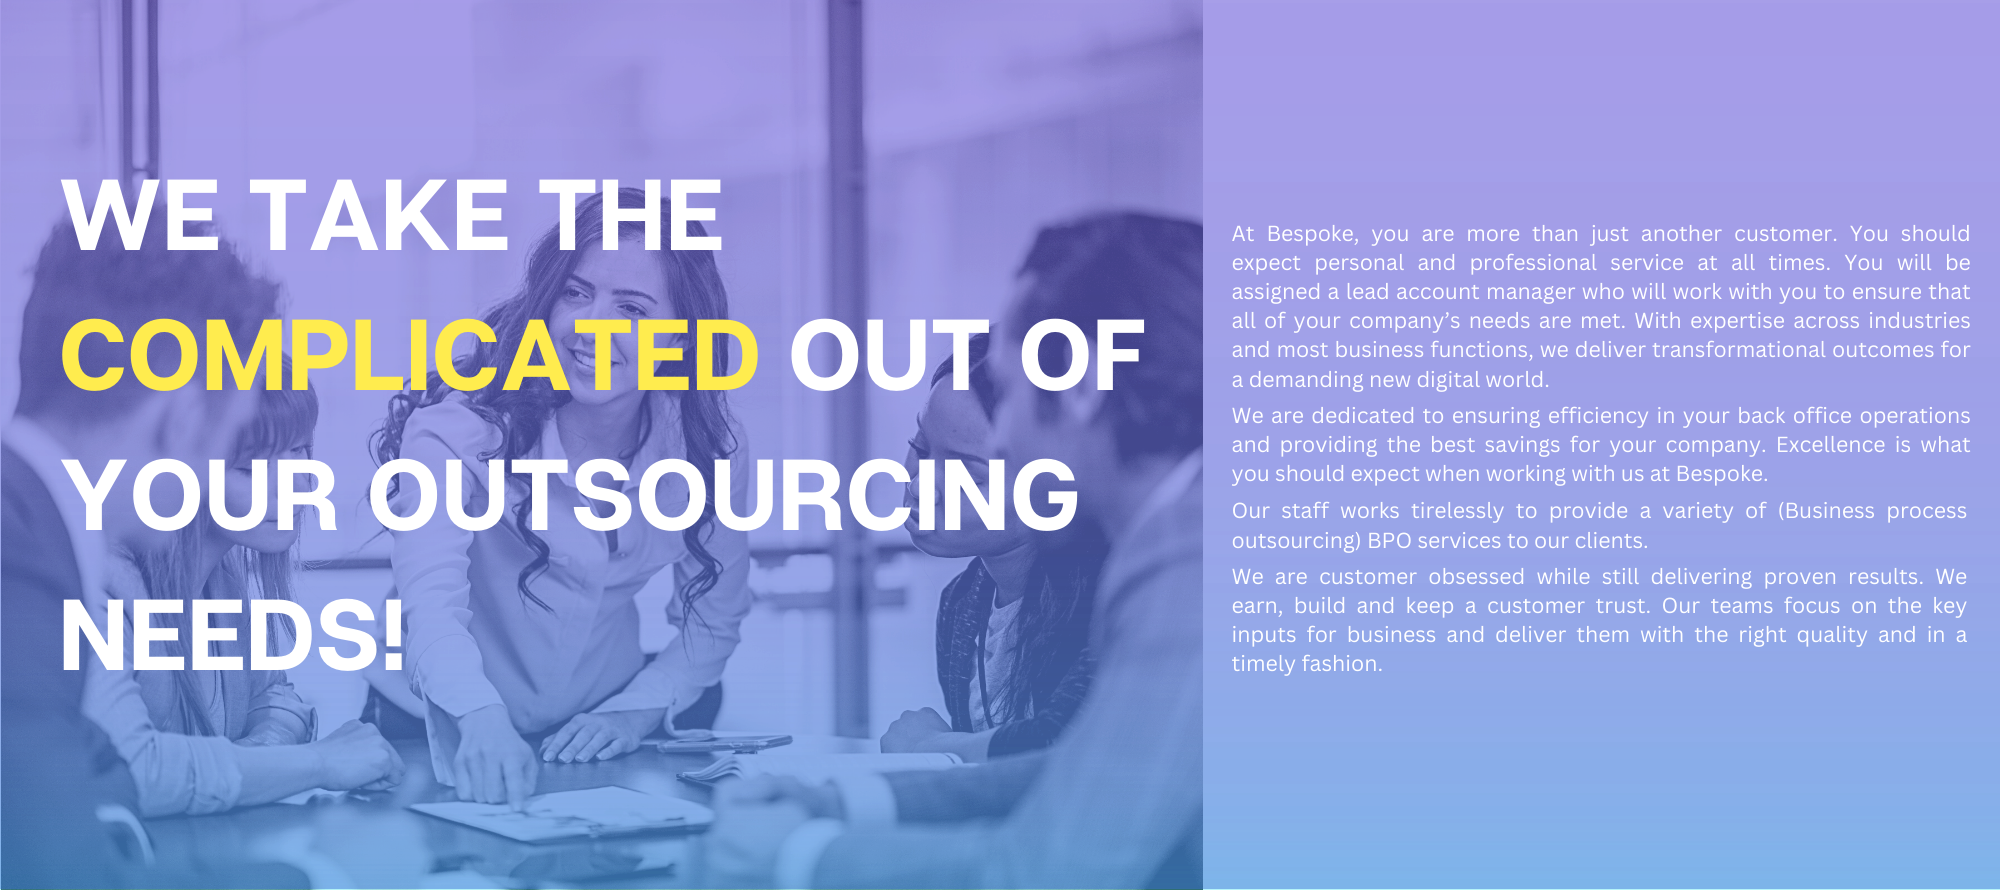 WE TAKE THE
COMPLICATED OUT OF
YOUR OUTSOURCING
NEEDS!
At Bespoke, you are more than just another customer. You should
expect personal and professional service at all times. You will be
assigned a lead account manager who will work with you to ensure that
all of your company’s needs are met. With expertise across industries
and most business functions, we deliver transformational outcomes for
a demanding new digital world.
We are dedicated to ensuring efficiency in your back office operations
and providing the best savings for your company. Excellence is what
you should expect when working with us at Bespoke.
Our staff works tirelessly to provide a variety of (Business process
outsourcing) BPO services to our clients.
We are customer obsessed while still delivering proven results. We
earn, build and keep a customer trust. Our teams focus on the key
inputs for business and deliver them with the right quality and in a
timely fashion.